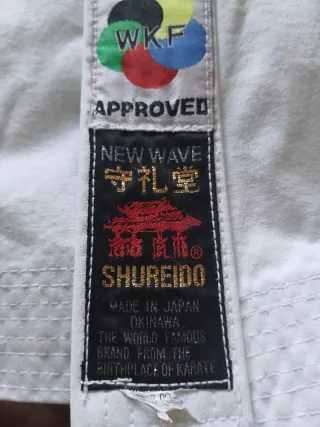 WKF
APPROVED
NEW WAVE
守礼堂
®
SHUREIDO
MADE IN JAPAN
OKINAWA
THE WORLD FAMOUS
BRAND FROM THE
BIRTHPLACE OF KARATE